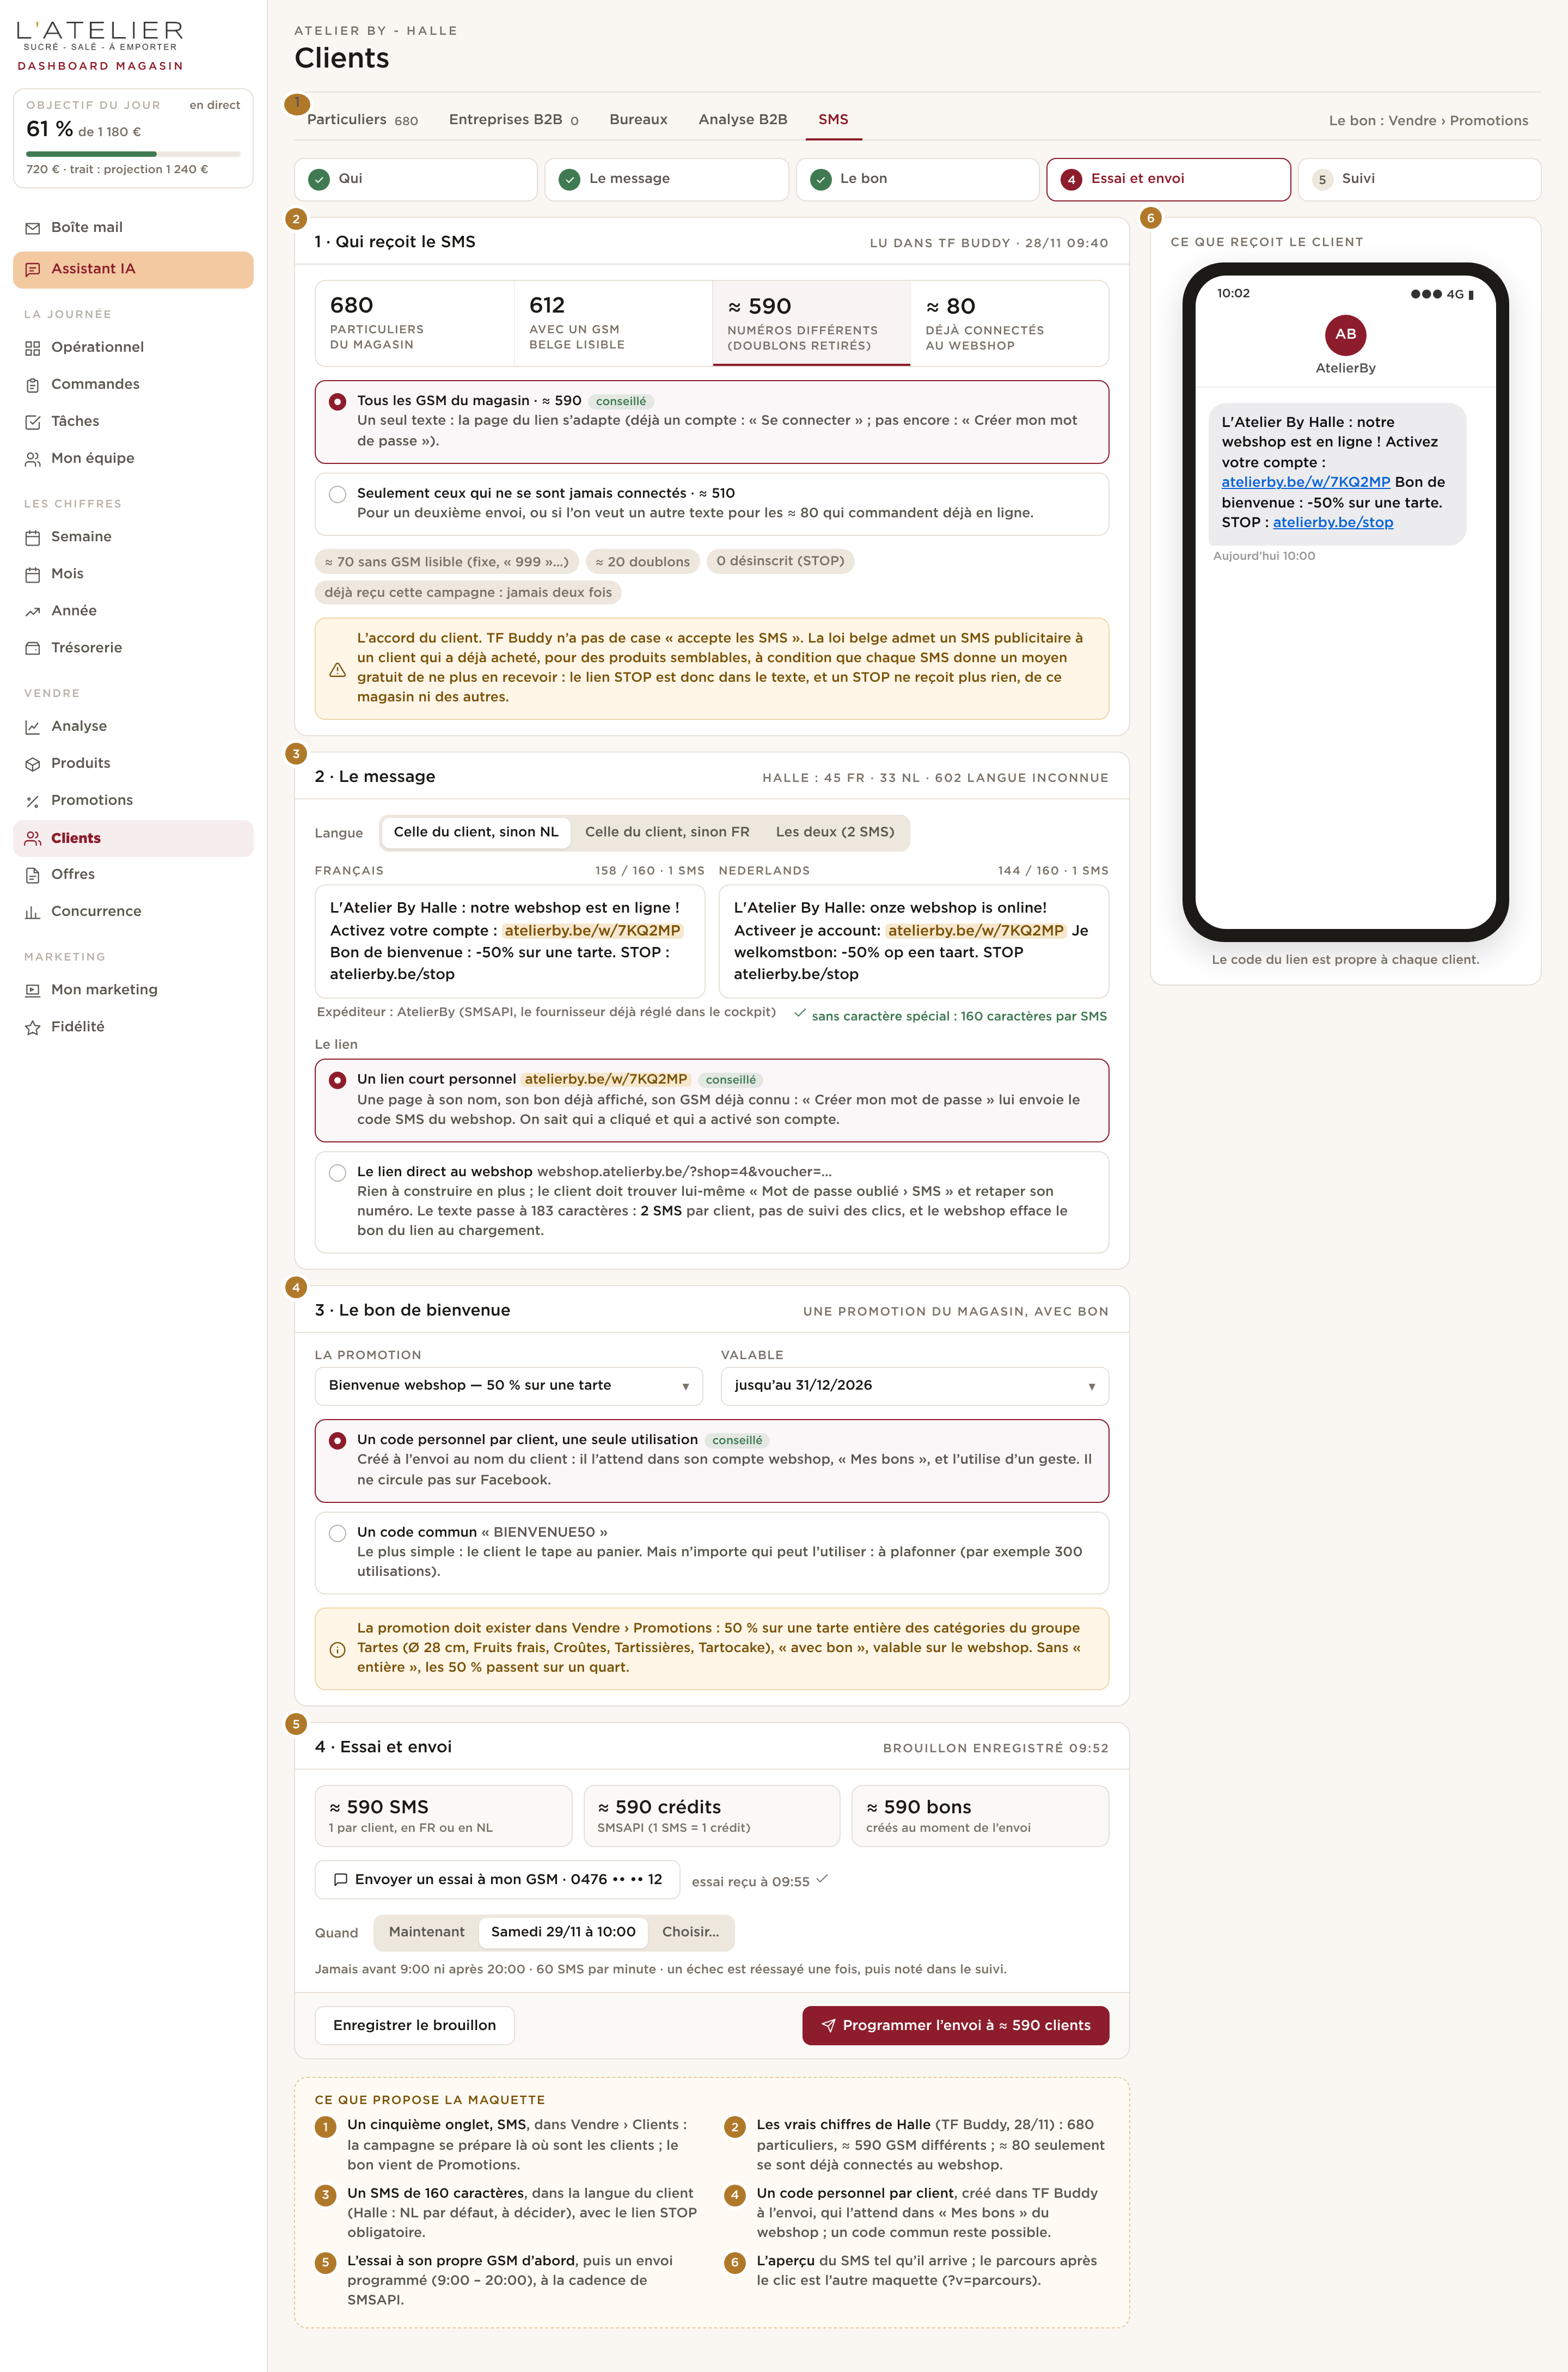 L'ATELIER
SUCRÉ - SALÉ - À EMPORTER
DASHBOARD MAGASIN
OBJECTIF DU JOUR en direct
61 % de 1 180 €
720 € · trait : projection 1 240 €
Boîte mail
Assistant IA
LA JOURNÉE
Opérationnel
Commandes
Tâches
Mon équipe
LES CHIFFRES
Semaine
Mois
Année
Trésorerie
VENDRE
Analyse
Produits
Promotions
Clients
Offres
Concurrence
MARKETING
Mon marketing
Fidélité
ATELIER BY - HALLE
Clients
1
Particuliers 680 Entreprises B2B 0 Bureaux Analyse B2B SMS Le bon : Vendre › Promotions
Qui Le message Le bon 4 Essai et envoi 5 Suivi
2
1 · Qui reçoit le SMS LU DANS TF BUDDY · 28/11 09:40
680
PARTICULIERS
DU MAGASIN
612
AVEC UN GSM
BELGE LISIBLE
≈ 590
NUMÉROS DIFFÉRENTS
(DOUBLONS RETIRÉS)
≈ 80
DÉJÀ CONNECTÉS
AU WEBSHOP
Tous les GSM du magasin · ≈ 590 conseillé
Un seul texte : la page du lien s’adapte (déjà un compte : « Se connecter » ; pas encore : « Créer mon mot
de passe »).
Seulement ceux qui ne se sont jamais connectés · ≈ 510
Pour un deuxième envoi, ou si l’on veut un autre texte pour les ≈ 80 qui commandent déjà en ligne.
≈ 70 sans GSM lisible (fixe, « 999 »…) ≈ 20 doublons 0 désinscrit (STOP)
déjà reçu cette campagne : jamais deux fois
L’accord du client. TF Buddy n’a pas de case « accepte les SMS ». La loi belge admet un SMS publicitaire à
un client qui a déjà acheté, pour des produits semblables, à condition que chaque SMS donne un moyen
gratuit de ne plus en recevoir : le lien STOP est donc dans le texte, et un STOP ne reçoit plus rien, de ce
magasin ni des autres.
3
2 · Le message HALLE : 45 FR · 33 NL · 602 LANGUE INCONNUE
Langue Celle du client, sinon NL Celle du client, sinon FR Les deux (2 SMS)
FRANÇAIS 158 / 160 · 1 SMS
L'Atelier By Halle : notre webshop est en ligne !
Activez votre compte : atelierby.be/w/7KQ2MP
Bon de bienvenue : -50% sur une tarte. STOP :
atelierby.be/stop
NEDERLANDS 144 / 160 · 1 SMS
L'Atelier By Halle: onze webshop is online!
Activeer je account: atelierby.be/w/7KQ2MP Je
welkomstbon: -50% op een taart. STOP
atelierby.be/stop
Expéditeur : AtelierBy (SMSAPI, le fournisseur déjà réglé dans le cockpit) sans caractère spécial : 160 caractères par SMS
Le lien
Un lien court personnel atelierby.be/w/7KQ2MP conseillé
Une page à son nom, son bon déjà affiché, son GSM déjà connu : « Créer mon mot de passe » lui envoie le
code SMS du webshop. On sait qui a cliqué et qui a activé son compte.
Le lien direct au webshop webshop.atelierby.be/?shop=4&voucher=…
Rien à construire en plus ; le client doit trouver lui-même « Mot de passe oublié › SMS » et retaper son
numéro. Le texte passe à 183 caractères : 2 SMS par client, pas de suivi des clics, et le webshop efface le
bon du lien au chargement.
4
3 · Le bon de bienvenue UNE PROMOTION DU MAGASIN, AVEC BON
LA PROMOTION VALABLE
Bienvenue webshop — 50 % sur une tarte ▾ jusqu’au 31/12/2026 ▾
Un code personnel par client, une seule utilisation conseillé
Créé à l’envoi au nom du client : il l’attend dans son compte webshop, « Mes bons », et l’utilise d’un geste. Il
ne circule pas sur Facebook.
Un code commun « BIENVENUE50 »
Le plus simple : le client le tape au panier. Mais n’importe qui peut l’utiliser : à plafonner (par exemple 300
utilisations).
La promotion doit exister dans Vendre › Promotions : 50 % sur une tarte entière des catégories du groupe
Tartes (Ø 28 cm, Fruits frais, Croûtes, Tartissières, Tartocake), « avec bon », valable sur le webshop. Sans «
entière », les 50 % passent sur un quart.
5
4 · Essai et envoi BROUILLON ENREGISTRÉ 09:52
≈ 590 SMS
1 par client, en FR ou en NL
≈ 590 crédits
SMSAPI (1 SMS = 1 crédit)
≈ 590 bons
créés au moment de l’envoi
Envoyer un essai à mon GSM · 0476 •• •• 12 essai reçu à 09:55
Quand Maintenant Samedi 29/11 à 10:00 Choisir…
Jamais avant 9:00 ni après 20:00 · 60 SMS par minute · un échec est réessayé une fois, puis noté dans le suivi.
Enregistrer le brouillon Programmer l’envoi à ≈ 590 clients
CE QUE PROPOSE LA MAQUETTE
1 Un cinquième onglet, SMS, dans Vendre › Clients :
la campagne se prépare là où sont les clients ; le
bon vient de Promotions.
2 Les vrais chiffres de Halle (TF Buddy, 28/11) : 680
particuliers, ≈ 590 GSM différents ; ≈ 80 seulement
se sont déjà connectés au webshop.
3 Un SMS de 160 caractères, dans la langue du client
(Halle : NL par défaut, à décider), avec le lien STOP
obligatoire.
4 Un code personnel par client, créé dans TF Buddy
à l’envoi, qui l’attend dans « Mes bons » du
webshop ; un code commun reste possible.
5 L’essai à son propre GSM d’abord, puis un envoi
programmé (9:00 – 20:00), à la cadence de
SMSAPI.
6 L’aperçu du SMS tel qu’il arrive ; le parcours après
le clic est l’autre maquette (?v=parcours).
6
CE QUE REÇOIT LE CLIENT
10:02 ●●● 4G ▮
AB
AtelierBy
L'Atelier By Halle : notre
webshop est en ligne ! Activez
votre compte :
atelierby.be/w/7KQ2MP Bon de
bienvenue : -50% sur une tarte.
STOP : atelierby.be/stop
Aujourd’hui 10:00
Le code du lien est propre à chaque client.